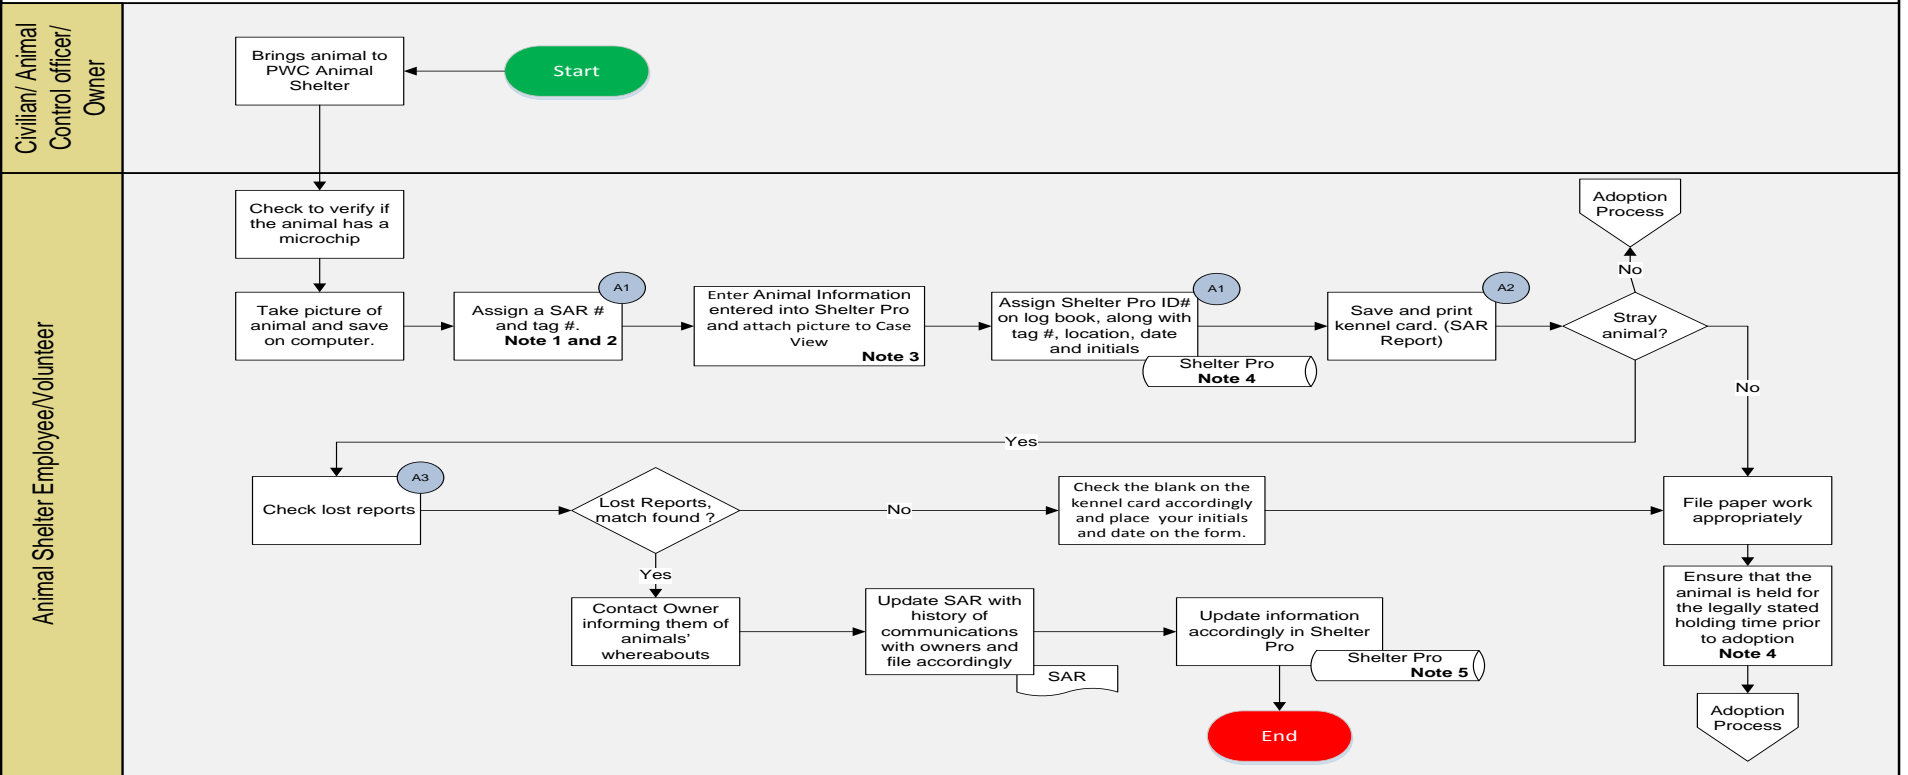 Civilian/ Animal
Control officer/
Owner
Brings animal to
PWC Animal
Shelter
Start
Animal Shelter Employee/Volunteer
Check to verify if
the animal has a
microchip
Adoption
Process
No
Take picture of
animal and save
on computer.
A1
Assign a SAR #
and tag #.
Note 1 and 2
Enter Animal Information
entered into Shelter Pro
and attach picture to Case
View
Note 3
A1
Assign Shelter Pro ID#
on log book, along with
tag #, location, date
and initials
Shelter Pro
Note 4
A2
Save and print
kennel card. (SAR
Report)
Stray
animal?
No
Yes
A3
Check lost reports
Lost Reports,
match found ?
No
Check the blank on the
kennel card accordingly
and place your initials
and date on the form.
File paper work
appropriately
Yes
Contact Owner
informing them of
animals’
whereabouts
Update SAR with
history of
communications
with owners and
file accordingly
SAR
Update information
accordingly in Shelter
Pro
Shelter Pro
Note 5
Ensure that the
animal is held for
the legally stated
holding time prior
to adoption
Note 4
End
Adoption
Process